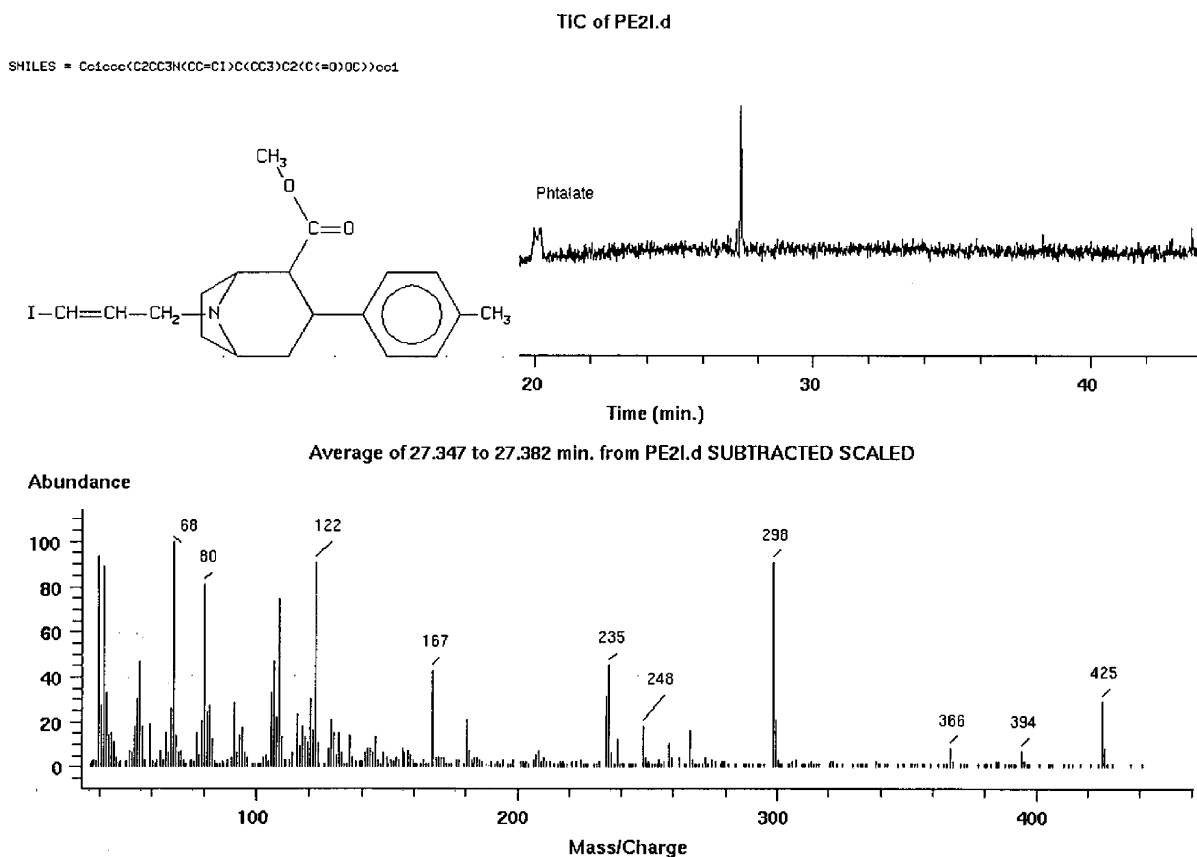 TIC of PE2I.d
SMILES = Cc1ccc(C2CC3N(CC=CI)C(CC3)C2(C(=O)OC))cc1
CH3
O
C=O
I-CH=CH-CH2
N
CH3
Phtalate
20 30 40
Time (min.)
Average of 27.347 to 27.382 min. from PE2I.d SUBTRACTED SCALED
Abundance
100
80
60
40
20
0
68
80
122
167
235
248
298
366
394
425
100 200 300 400
Mass/Charge